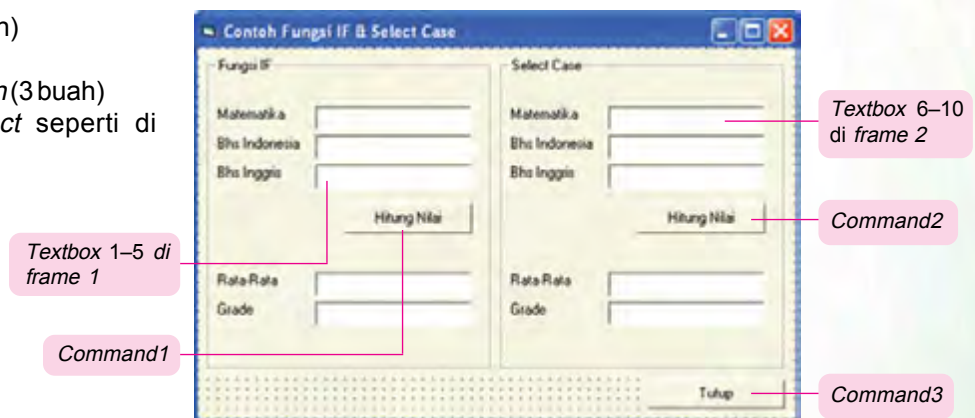 h)
n(3 buah)
ct seperti di
Contoh Fungsi IF & Select Case
Fungsi IF
Matematika
Bhs Indonesia
Bhs Inggris
Hitung Nilai
Rata-Rata
Grade
Select Case
Matematika
Bhs Indonesia
Bhs Inggris
Hitung Nilai
Rata-Rata
Grade
Tutup
Textbox 1–5 di
frame 1
Command1
Textbox 6–10
di frame 2
Command2
Command3